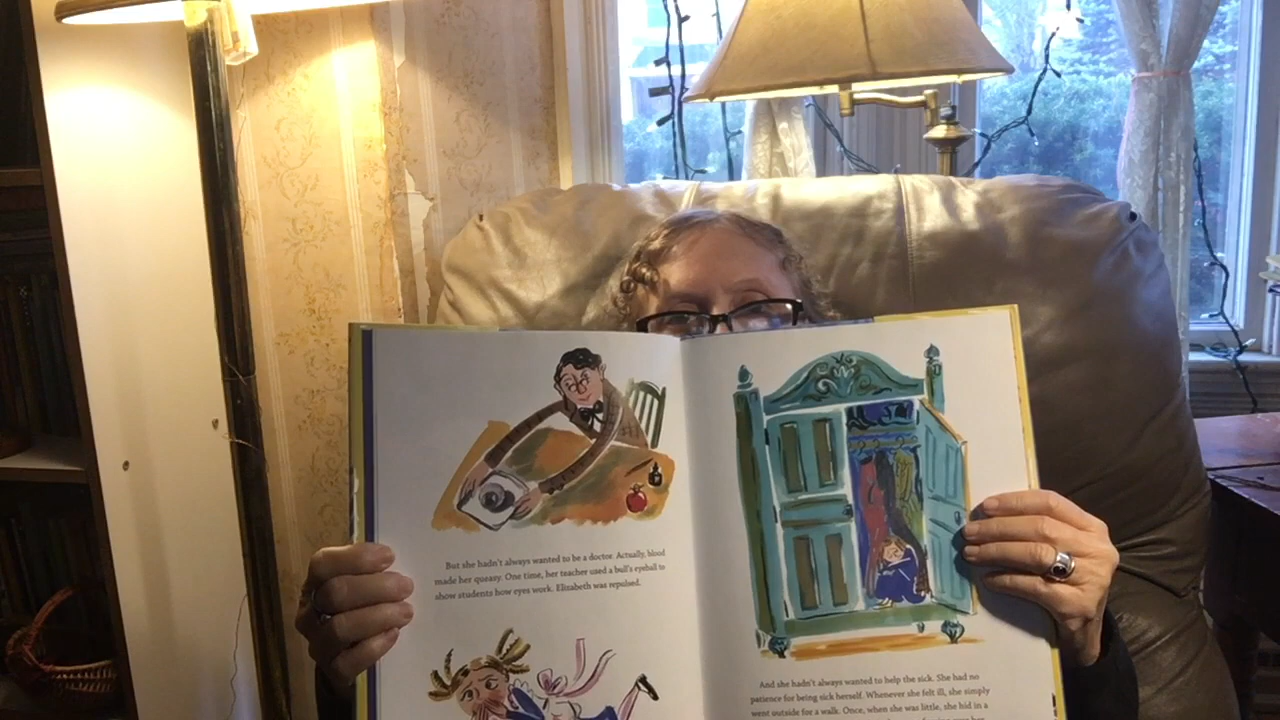 But she hadn't always wanted to be a doctor. Actually, blood
made her queasy. One time, her teacher used a bull's eyeball to
show students how eyes work. Elizabeth was repulsed.
And she hadn't always wanted to help the sick. She had no
patience for being sick herself. Whenever she felt ill, she simply
went outside for a walk. Once, when she was little, she hid in a